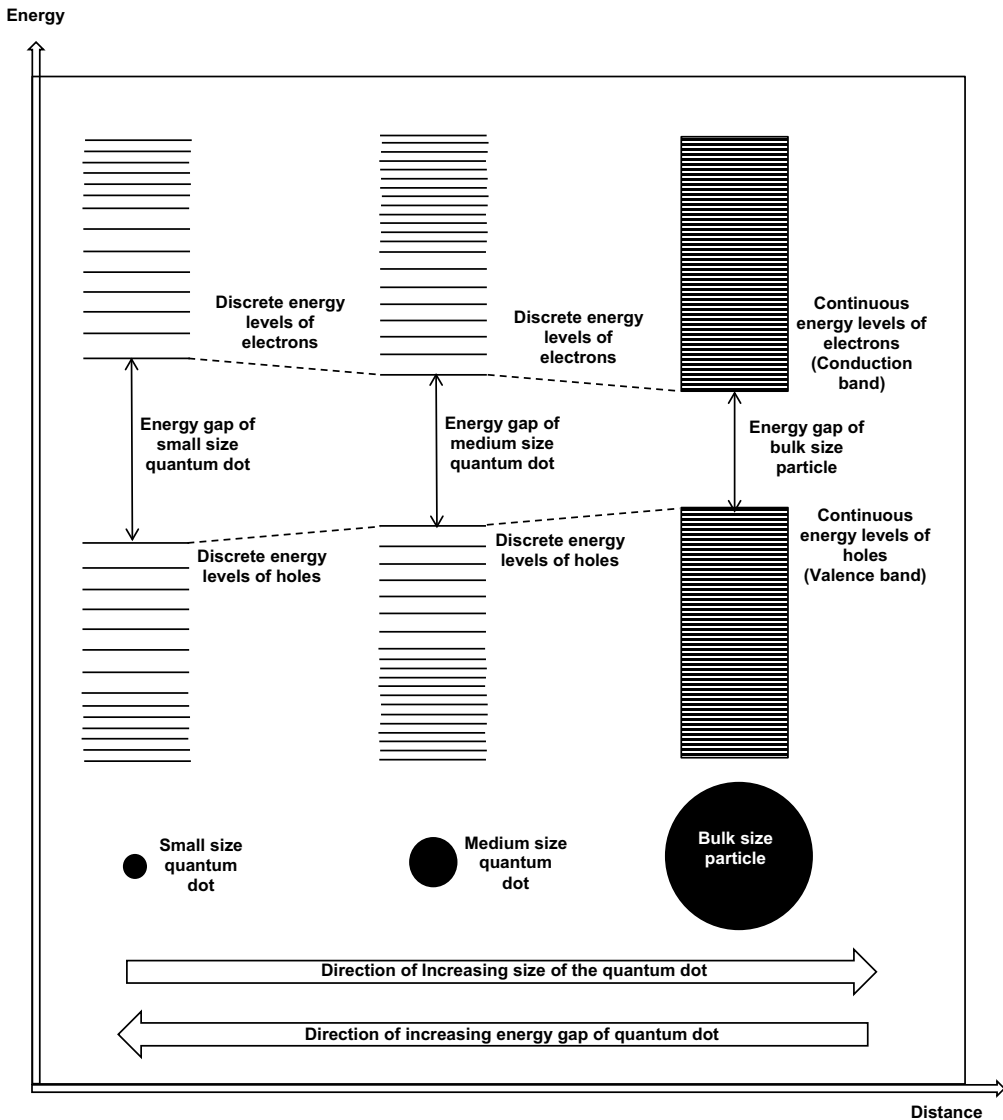 Energy
Discrete energy
levels of
electrons
Discrete energy
levels of
electrons
Continuous
energy levels of
electrons
(Conduction
band)
Energy gap of
small size
quantum dot
Energy gap of
medium size
quantum dot
Energy gap of
bulk size
particle
Discrete energy
levels of holes
Discrete energy
levels of holes
Continuous
energy levels of
holes
(Valence band)
Small size
quantum
dot
Medium size
quantum
dot
Bulk size
particle
Direction of Increasing size of the quantum dot
Direction of increasing energy gap of quantum dot
Distance